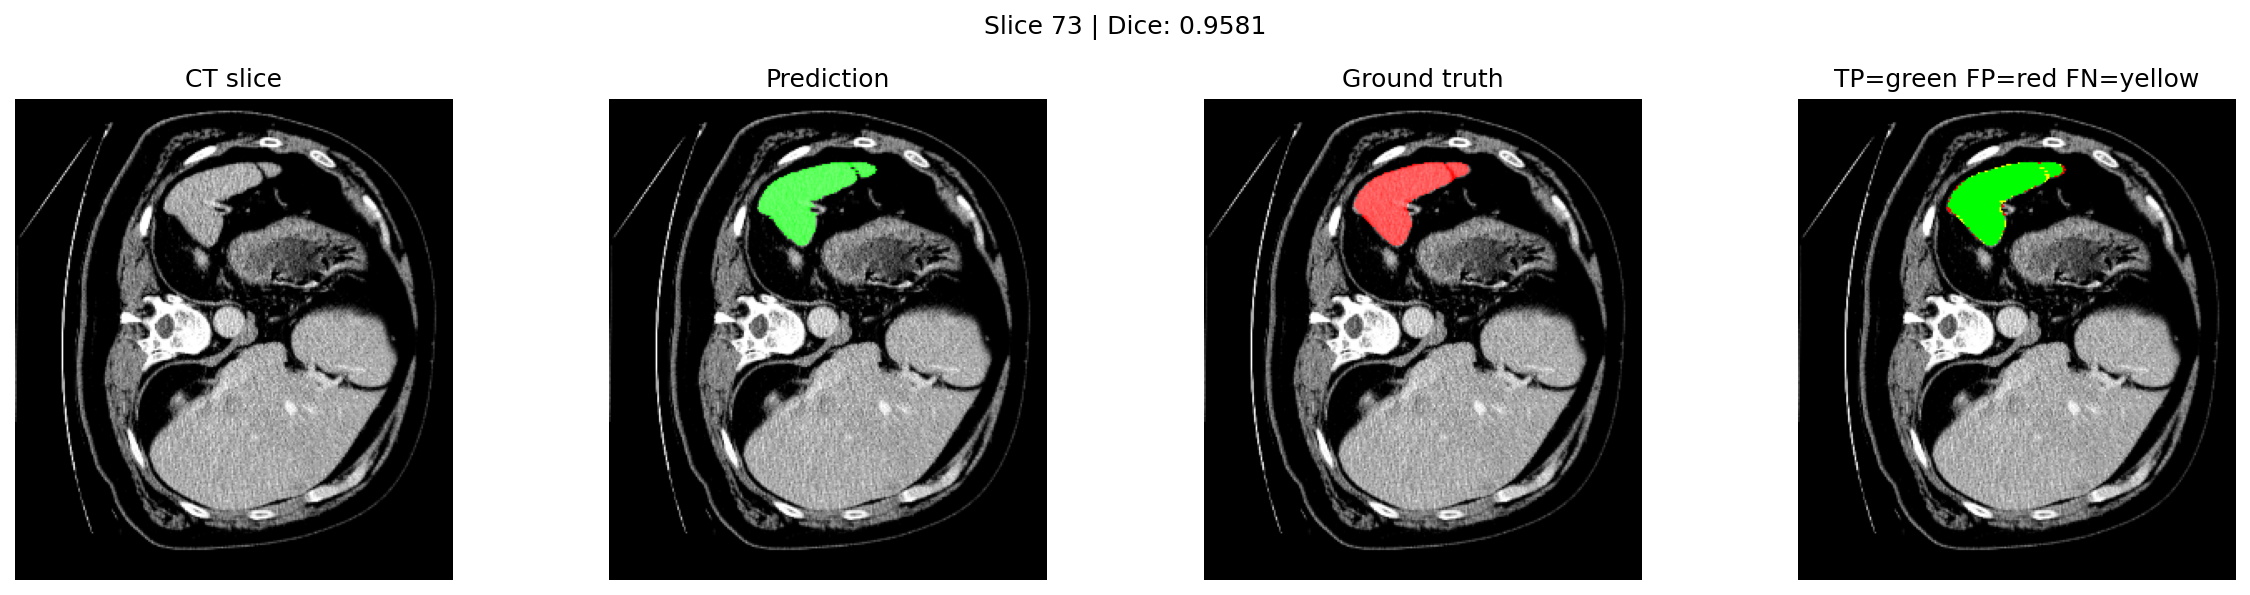 Slice 73 | Dice: 0.9581
CT slice
Prediction
Ground truth
TP=green FP=red FN=yellow